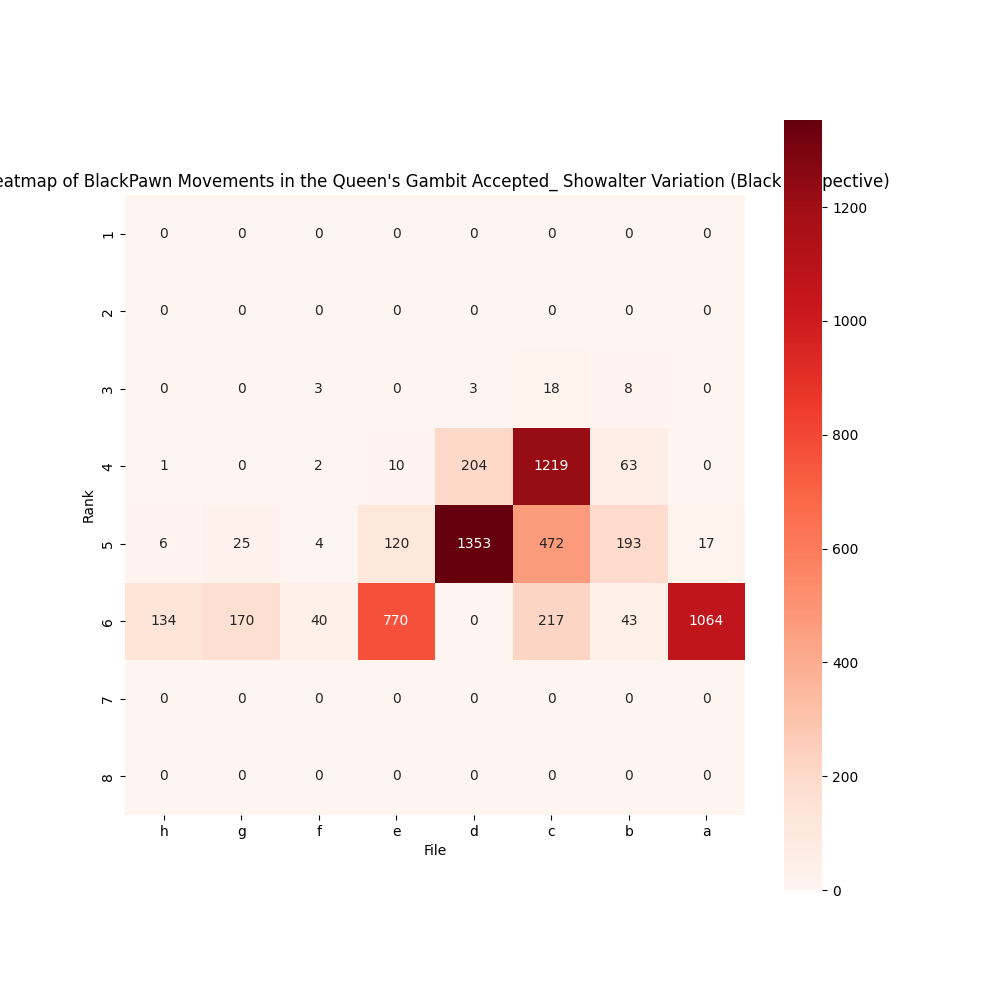 eatmap of BlackPawn Movements in the Queen's Gambit Accepted_ Showalter Variation (Black pective)
1200
1 0 0 0 0 0 0 0 0
1000
2 0 0 0 0 0 0 0 0
3 0 0 3 0 3 18 8 0
800
4 1 0 2 10 204 1219 63 0
Rank
600
5 6 25 4 120 1353 472 193 17
400
6 134 170 40 770 0 217 43 1064
7 0 0 0 0 0 0 0 0
200
8 0 0 0 0 0 0 0 0
h g f e d c b a
File
0